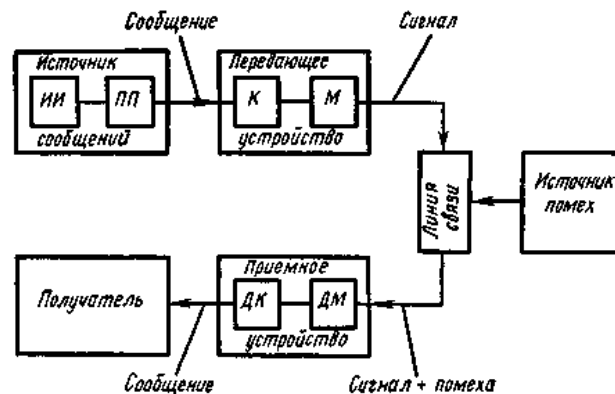 Сообщение
Сигнал
Источник
ИИ
ПП
сообщений
Передающее
К
М
устройство
Линия
связи
Источник
помех
Получатель
Приемное
ДК
ДМ
устройство
Сообщение
Сигнал + помеха